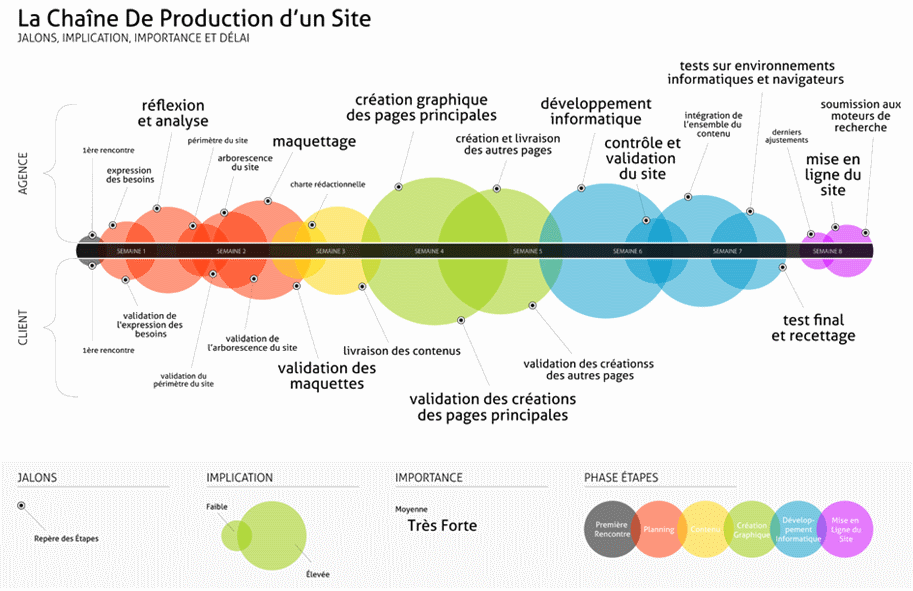 La Chaîne De Production d'un Site
JALONS, IMPLICATION, IMPORTANCE ET DÉLAI
AGENCE
1ère rencontre
expression
des besoins
réflexion
et analyse
périmètre du site
arborescence
du site
maquettage
charte rédactionnelle
création graphique
des pages principales
création et livraison
des autres pages
développement
informatique
contrôle et
validation
du site
tests sur environnements
informatiques et navigateurs
intégration de
l'ensemble du
contenu
derniers
ajustements
mise en
ligne du
site
soumission aux
moteurs de
recherche
SEMAINE 1
SEMAINE 2
SEMAINE 3
SEMAINE 4
SEMAINE 5
SEMAINE 6
SEMAINE 7
SEMAINE 8
CLIENT
1ère rencontre
validation de
l'expression des
besoins
validation du
périmètre du site
validation de
l'arborescence du site
validation des
maquettes
livraison des contenus
validation des créations
des pages principales
validation des créationss
des autres pages
test final
et recettage
JALONS
Repère des Étapes
IMPLICATION
Faible
Élevée
IMPORTANCE
Moyenne
Très Forte
PHASE ÉTAPES
Première
Rencontre
Planning
Contenu
Création
Graphique
Dévelop-
pement
Informatique
Mise en
Ligne du
Site